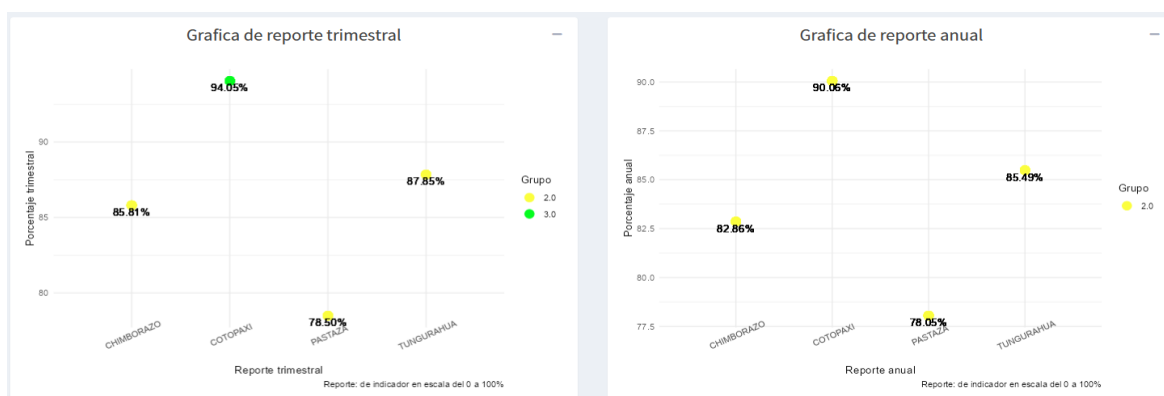 Grafica de reporte trimestral
94.05%
90
87.85%
85.81%
85
80
78.50%
Porcentaje trimestral
CHIMBORAZO
COTOPAXI
PASTAZA
TUNGURAHUA
Reporte trimestral
Reporte: de indicador en escala del 0 a 100%
Grupo
2.0
3.0
Grafica de reporte anual
90.0
90.06%
87.5
85.0
85.49%
82.5
82.86%
80.0
77.5
78.05%
Porcentaje anual
CHIMBORAZO
COTOPAXI
PASTAZA
TUNGURAHUA
Reporte anual
Reporte: de indicador en escala del 0 a 100%
Grupo
2.0